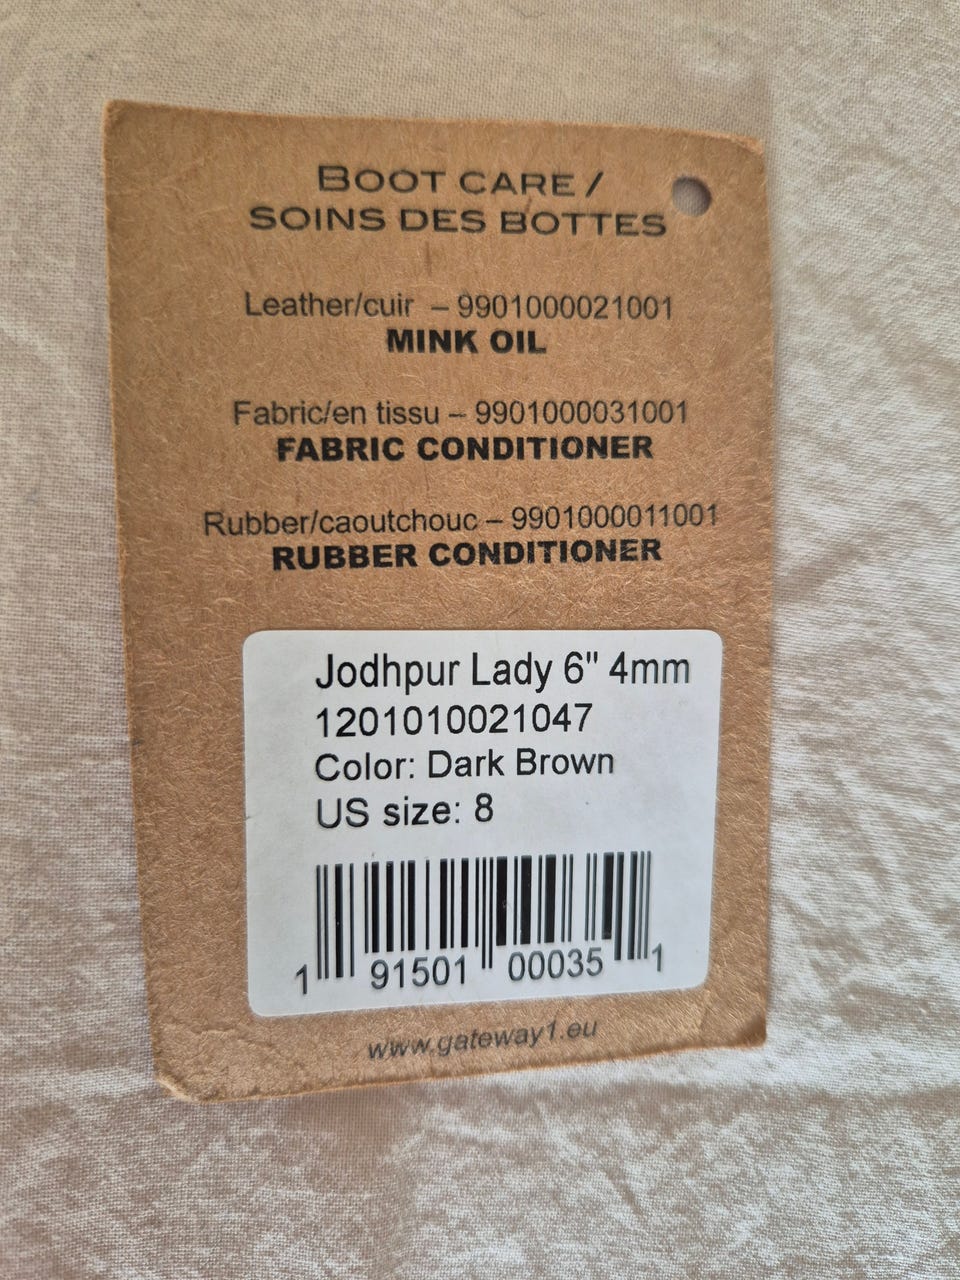 BOOT CARE /
SOINS DES BOTTES
Leather/cuir – 9901000021001
MINK OIL
Fabric/en tissu – 9901000031001
FABRIC CONDITIONER
Rubber/caoutchouc – 9901000011001
RUBBER CONDITIONER
Jodhpur Lady 6" 4mm
1201010021047
Color: Dark Brown
US size: 8
1 91501 00035 1
www.gateway1.eu